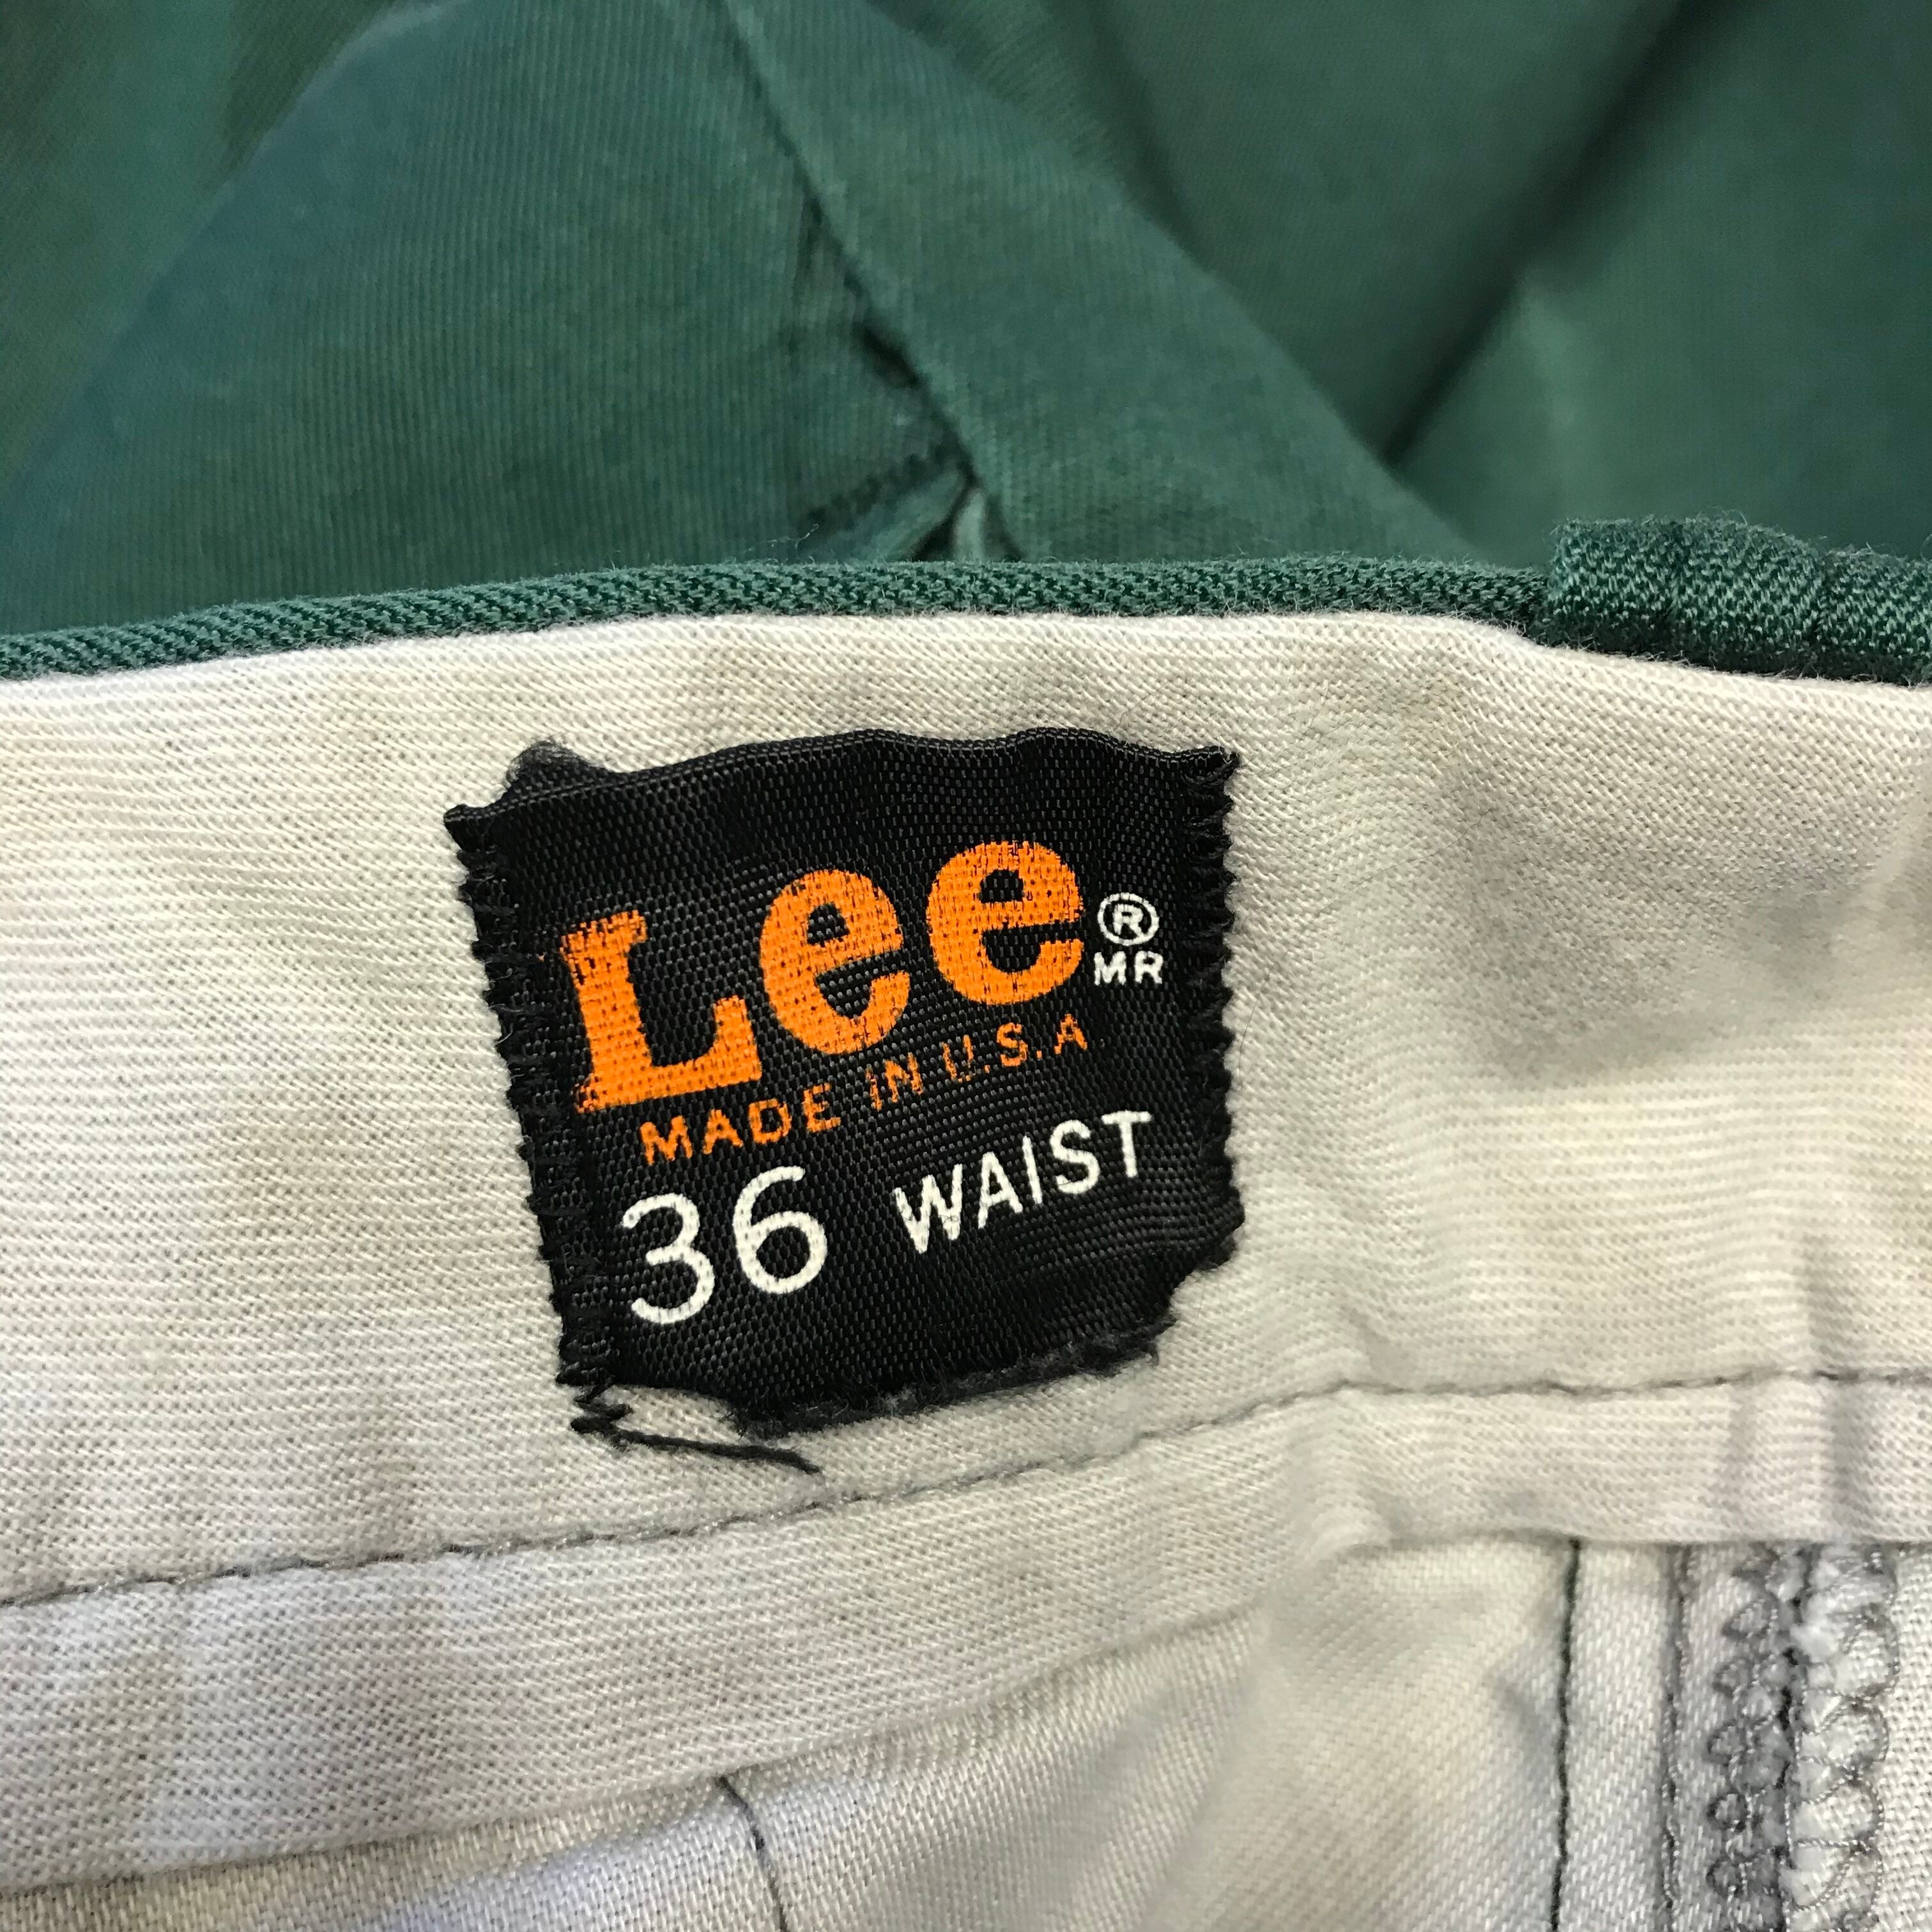 Lee ®
MR
MADE IN U.S.A
36 WAIST